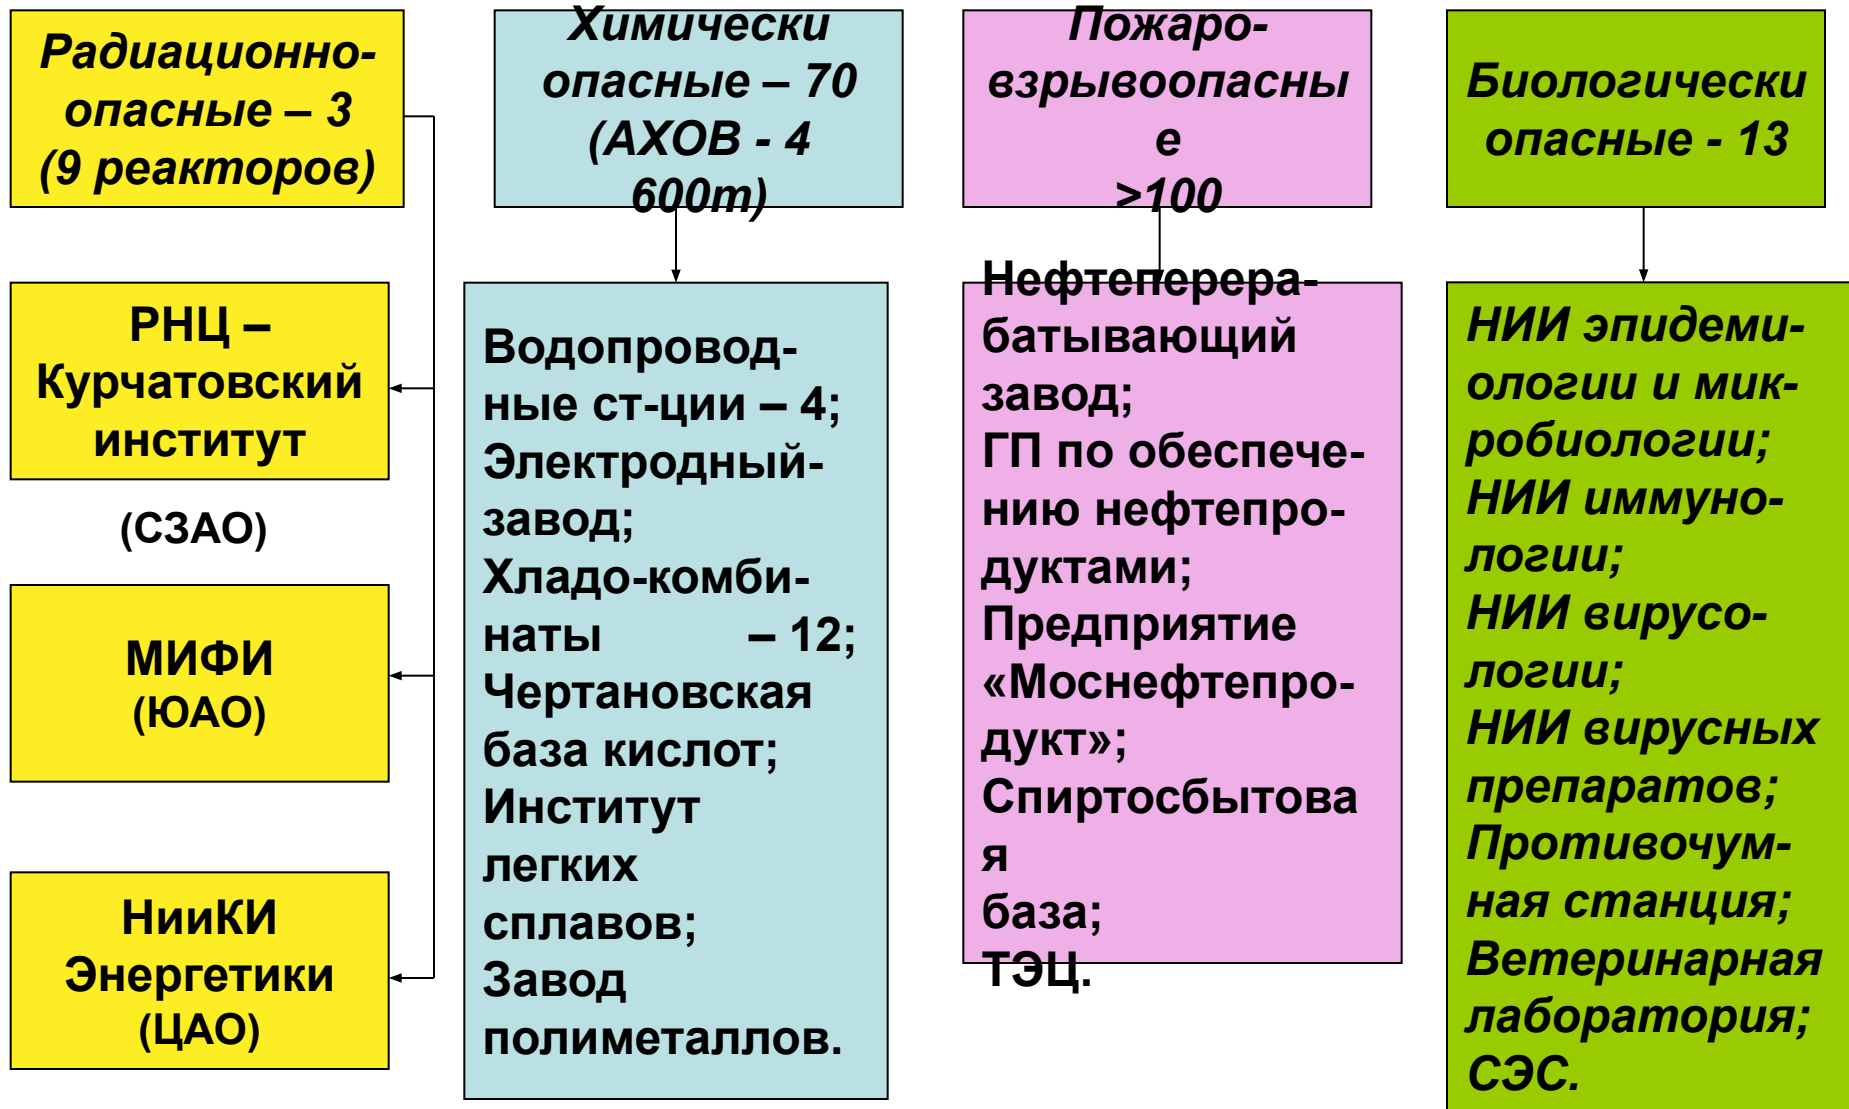 Радиационно-
опасные – 3
(9 реакторов)
РНЦ –
Курчатовский
институт
(СЗАО)
МИФИ
(ЮАО)
НииКИ
Энергетики
(ЦАО)
Химически
опасные – 70
(АХОВ - 4
600т)
Водопровод-
ные ст-ции – 4;
Электродный-
завод;
Хладо-комби-
наты – 12;
Чертановская
база кислот;
Институт
легких
сплавов;
Завод
полиметаллов.
Пожаро-
взрывоопасны
е
>100
Нефтеперера-
батывающий
завод;
ГП по обеспече-
нию нефтепро-
дуктами;
Предприятие
«Моснефтепро-
дукт»;
Спиртосбытова
я
база;
ТЭЦ.
Биологически
опасные - 13
НИИ эпидеми-
ологии и мик-
робиологии;
НИИ иммуно-
логии;
НИИ вирусо-
логии;
НИИ вирусных
препаратов;
Противочум-
ная станция;
Ветеринарная
лаборатория;
СЭС.